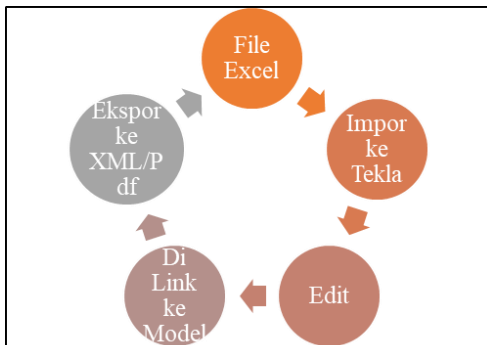 File
Excel
Impor
ke
Tekla
Edit
Di
Link
ke
Model
Ekspor
ke
XML/P
df